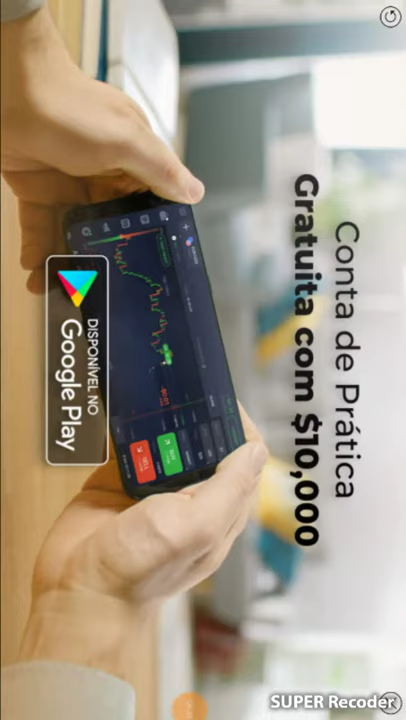 Conta de Prática
Gratuita com $10,000
DISPONÍVEL NO
Google Play
SUPER Recoder